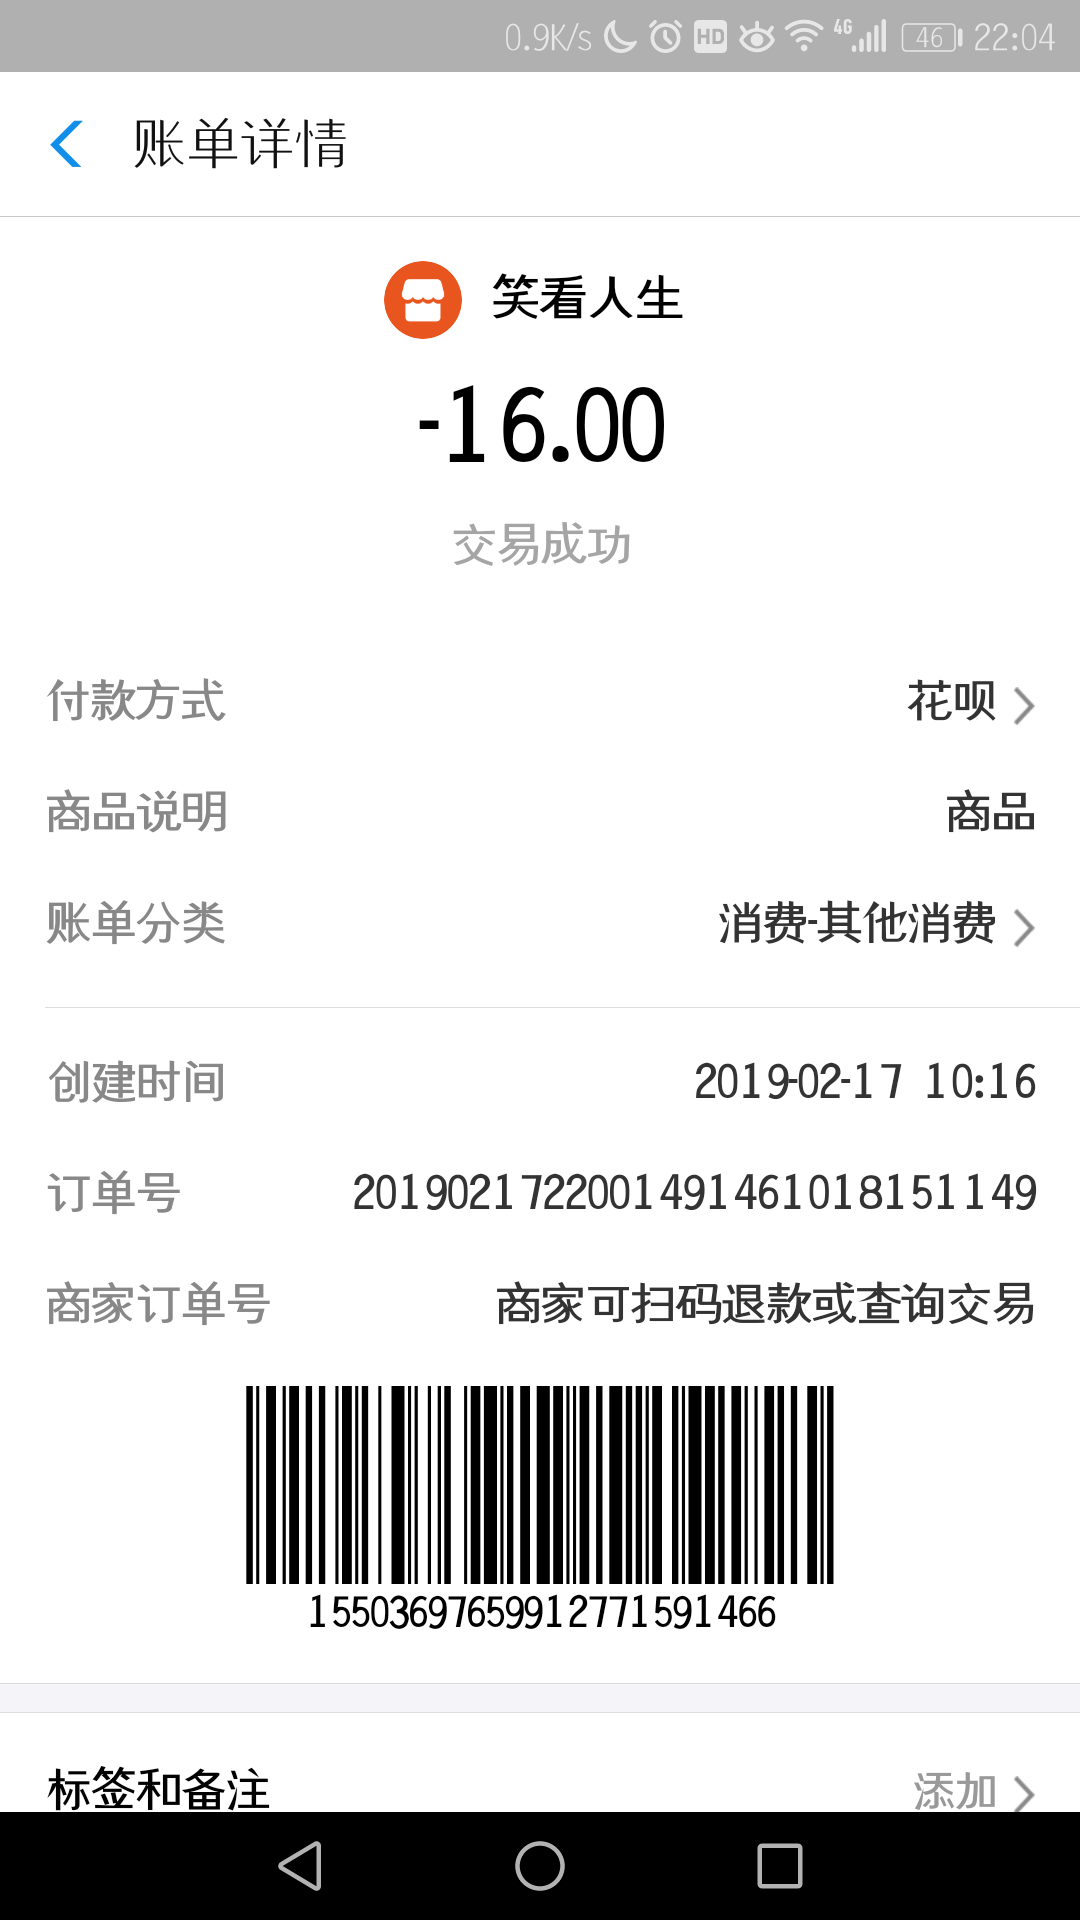 0.9K/s HD 4G 46 22:04
账单详情
笑看人生
-16.00
交易成功
付款方式 花呗
商品说明 商品
账单分类 消费-其他消费
创建时间 2019-02-17 10:16
订单号 2019021722001491461018151149
商家订单号 商家可扫码退款或查询交易
15503697659912771591466
标签和备注 添加